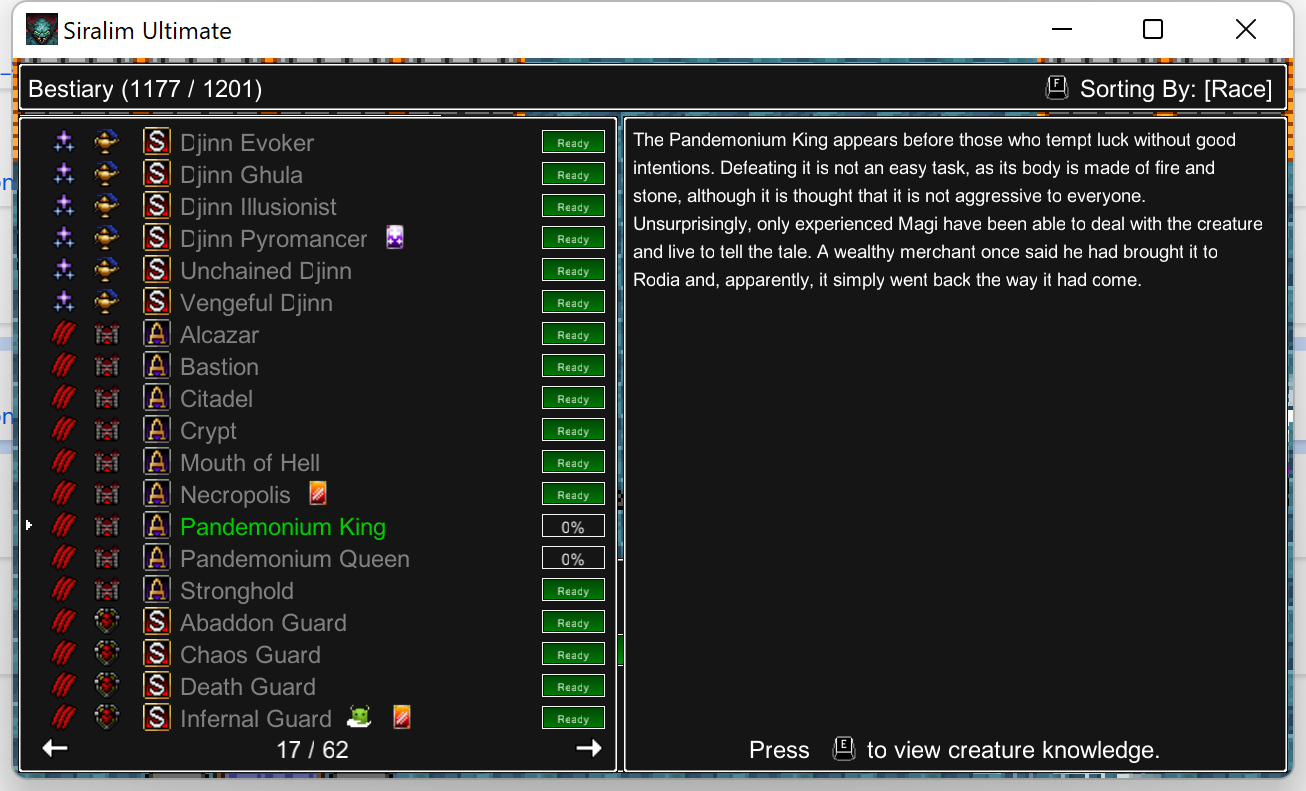 Siralim Ultimate
Bestiary (1177 / 1201)
F Sorting By: [Race]
S Djinn Evoker Ready
S Djinn Ghula Ready
S Djinn Illusionist Ready
S Djinn Pyromancer Ready
S Unchained Djinn Ready
S Vengeful Djinn Ready
A Alcazar Ready
A Bastion Ready
A Citadel Ready
A Crypt Ready
A Mouth of Hell Ready
A Necropolis Ready
A Pandemonium King 0%
A Pandemonium Queen 0%
A Stronghold Ready
S Abaddon Guard Ready
S Chaos Guard Ready
S Death Guard Ready
S Infernal Guard Ready
17 / 62
The Pandemonium King appears before those who tempt luck without good
intentions. Defeating it is not an easy task, as its body is made of fire and
stone, although it is thought that it is not aggressive to everyone.
Unsurprisingly, only experienced Magi have been able to deal with the creature
and live to tell the tale. A wealthy merchant once said he had brought it to
Rodia and, apparently, it simply went back the way it had come.
Press E to view creature knowledge.